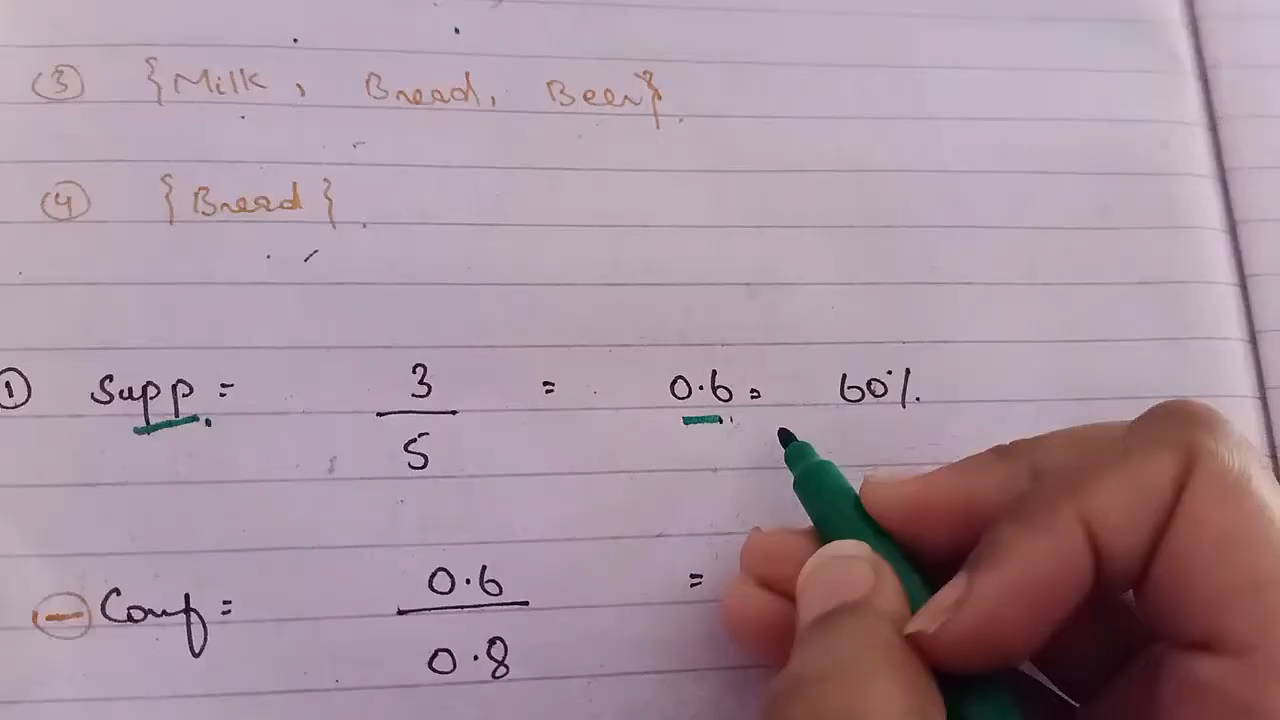 ③ {Milk, Bread, Beer}.
④ {Bread}.
① Supp = 3/5 = 0.6 = 60%.
Conf = 0.6/0.8 =